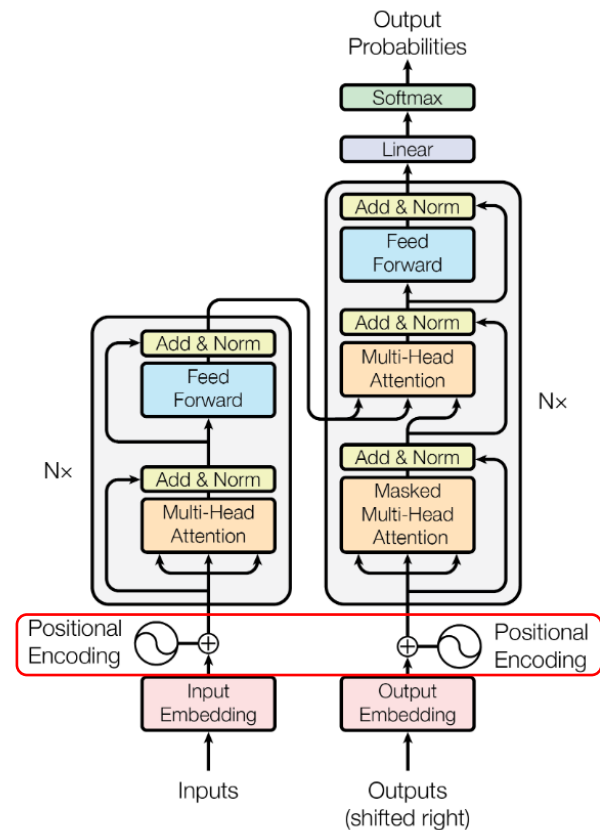 Output
Probabilities
Softmax
Linear
Add & Norm
Feed
Forward
Add & Norm
Multi-Head
Attention
Add & Norm
Masked
Multi-Head
Attention
Nx
Add & Norm
Feed
Forward
Add & Norm
Multi-Head
Attention
Nx
Positional
Encoding
Positional
Encoding
Input
Embedding
Output
Embedding
Inputs
Outputs
(shifted right)